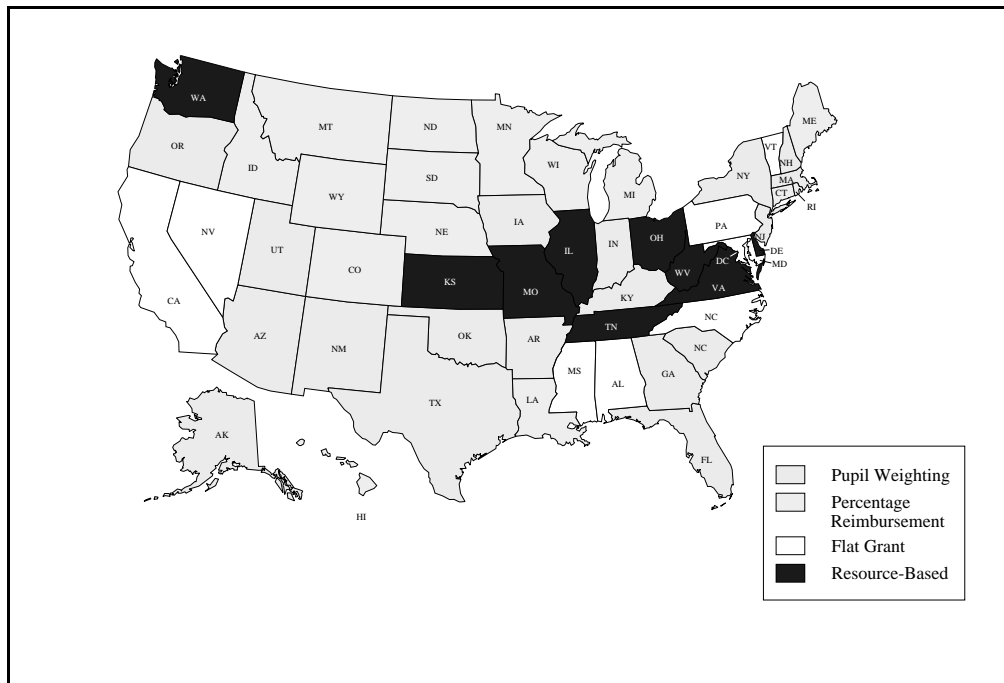 WA
MT
ND
MN
ME
OR
ID
SD
WI
MI
NY
VT
NH
MA
CT
RI
WY
NV
UT
CO
NE
IA
IL
IN
OH
PA
NJ
DE
MD
DC
WV
VA
KY
KS
MO
CA
AZ
NM
OK
AR
TN
NC
NC
MS
AL
GA
TX
LA
FL
AK
HI
Pupil Weighting
Percentage
Reimbursement
Flat Grant
Resource-Based